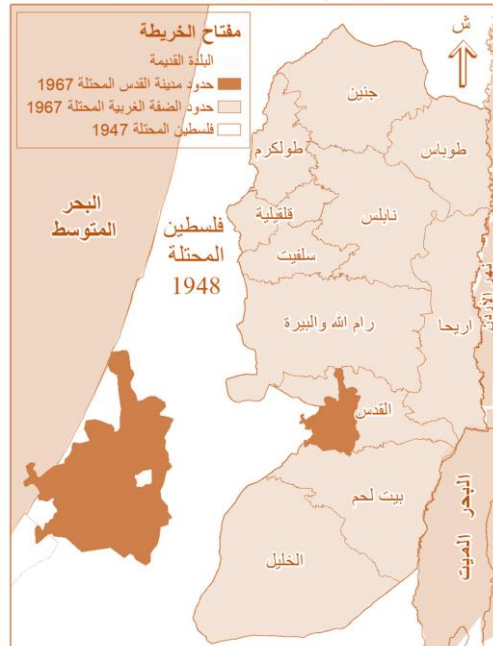 مفتاح الخريطة
البلدة القديمة
حدود مدينة القدس المحتلة 1967
حدود الضفة الغربية المحتلة 1967
فلسطين المحتلة 1947
ش
جنين
طوباس
طولكرم
نابلس
قلقيلية
سلفيت
البحر
المتوسط
فلسطين
المحتلة
1948
رام الله والبيرة
اريحا
نهر الأردن
القدس
بيت لحم
الخليل
البحر الميت